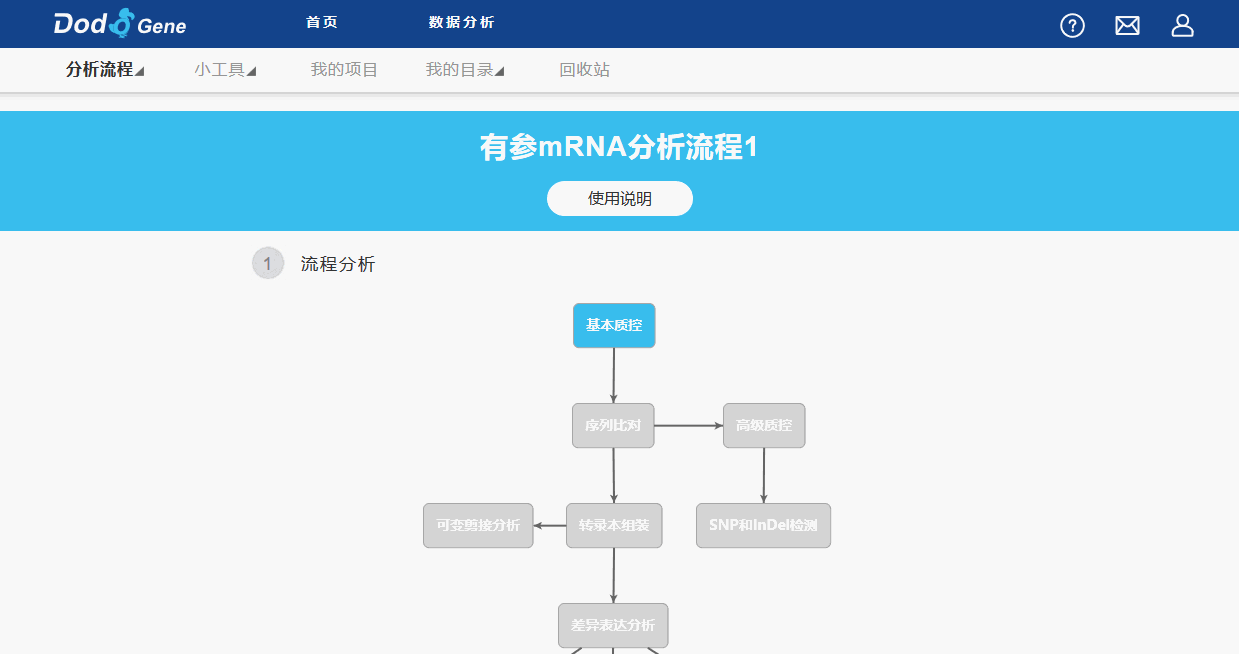 Dodo Gene
首页
数据分析
分析流程
小工具
我的项目
我的目录
回收站
有参mRNA分析流程1
使用说明
1 流程分析
基本质控
序列比对
高级质控
可变剪接分析
转录本组装
SNP和InDel检测
差异表达分析